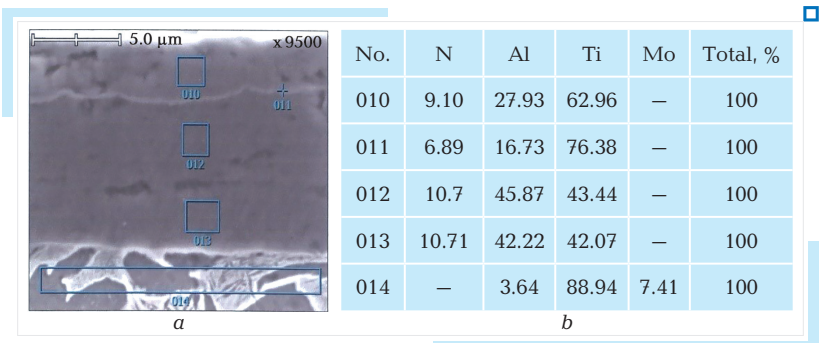 5.0 µm x 9500
010
011
012
013
014
a
No. N Al Ti Mo Total, %
010 9.10 27.93 62.96 – 100
011 6.89 16.73 76.38 – 100
012 10.7 45.87 43.44 – 100
013 10.71 42.22 42.07 – 100
014 – 3.64 88.94 7.41 100
b